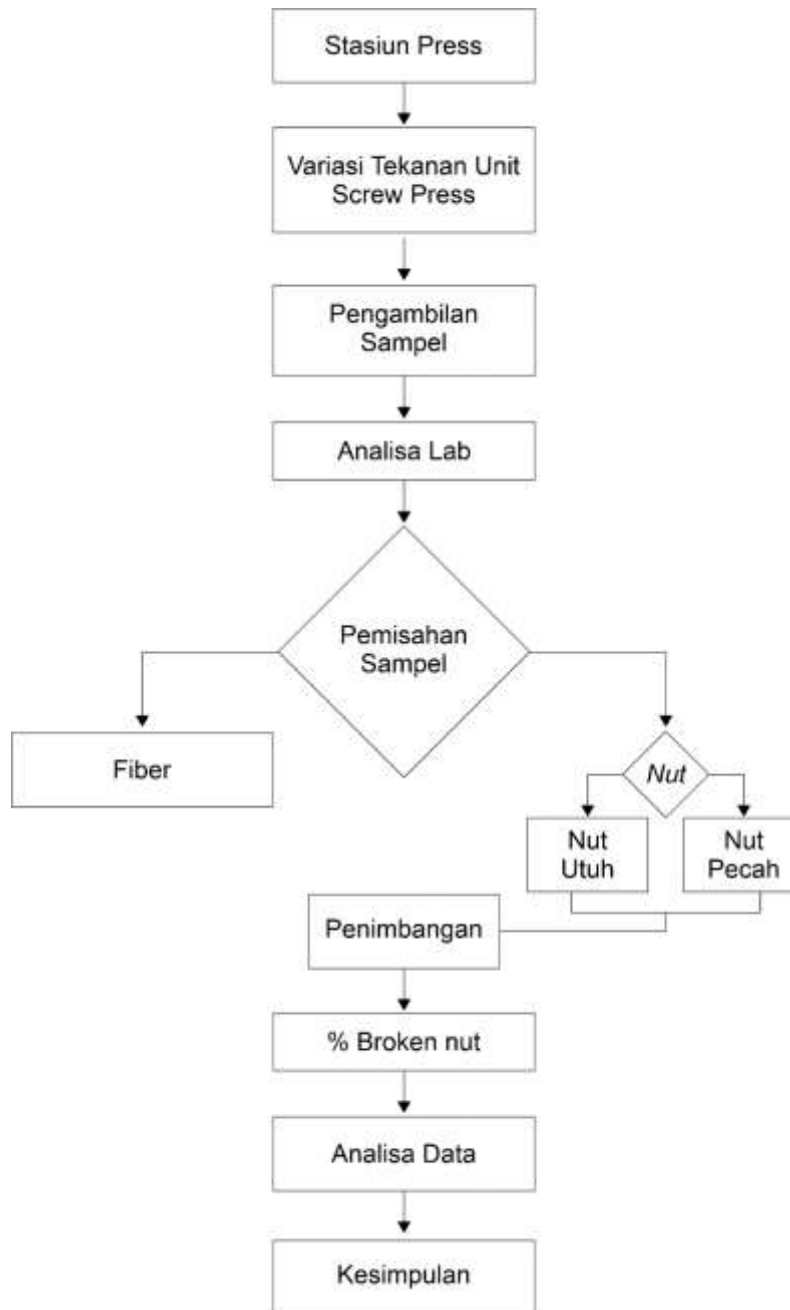 Stasiun Press
Variasi Tekanan Unit
Screw Press
Pengambilan
Sampel
Analisa Lab
Pemisahan
Sampel
Fiber
Nut
Nut
Utuh
Nut
Pecah
Penimbangan
% Broken nut
Analisa Data
Kesimpulan